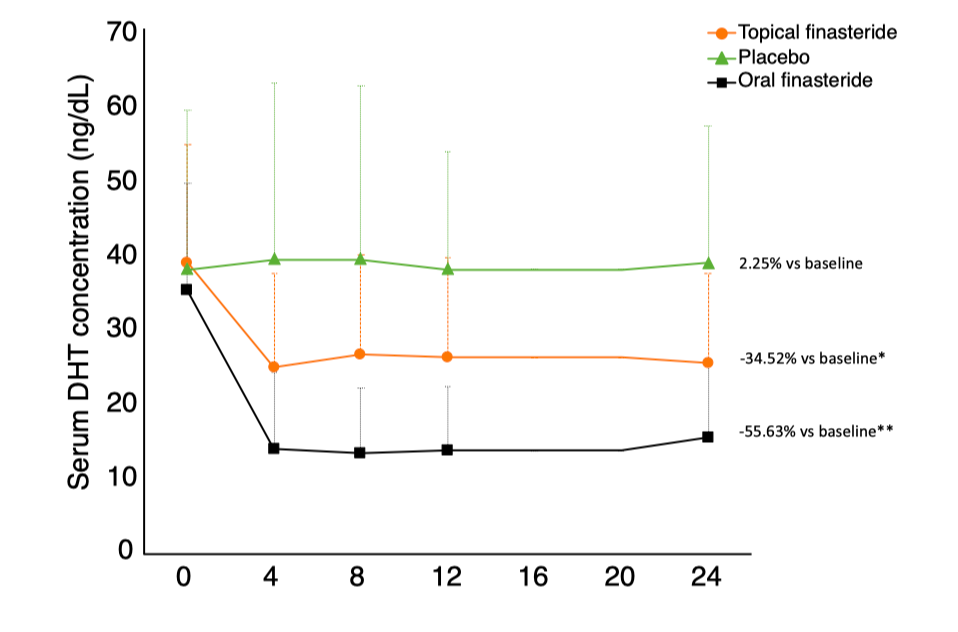 Serum DHT concentration (ng/dL)
70
60
50
40
30
20
10
0
0 4 8 12 16 20 24
Topical finasteride
Placebo
Oral finasteride
2.25% vs baseline
-34.52% vs baseline*
-55.63% vs baseline**